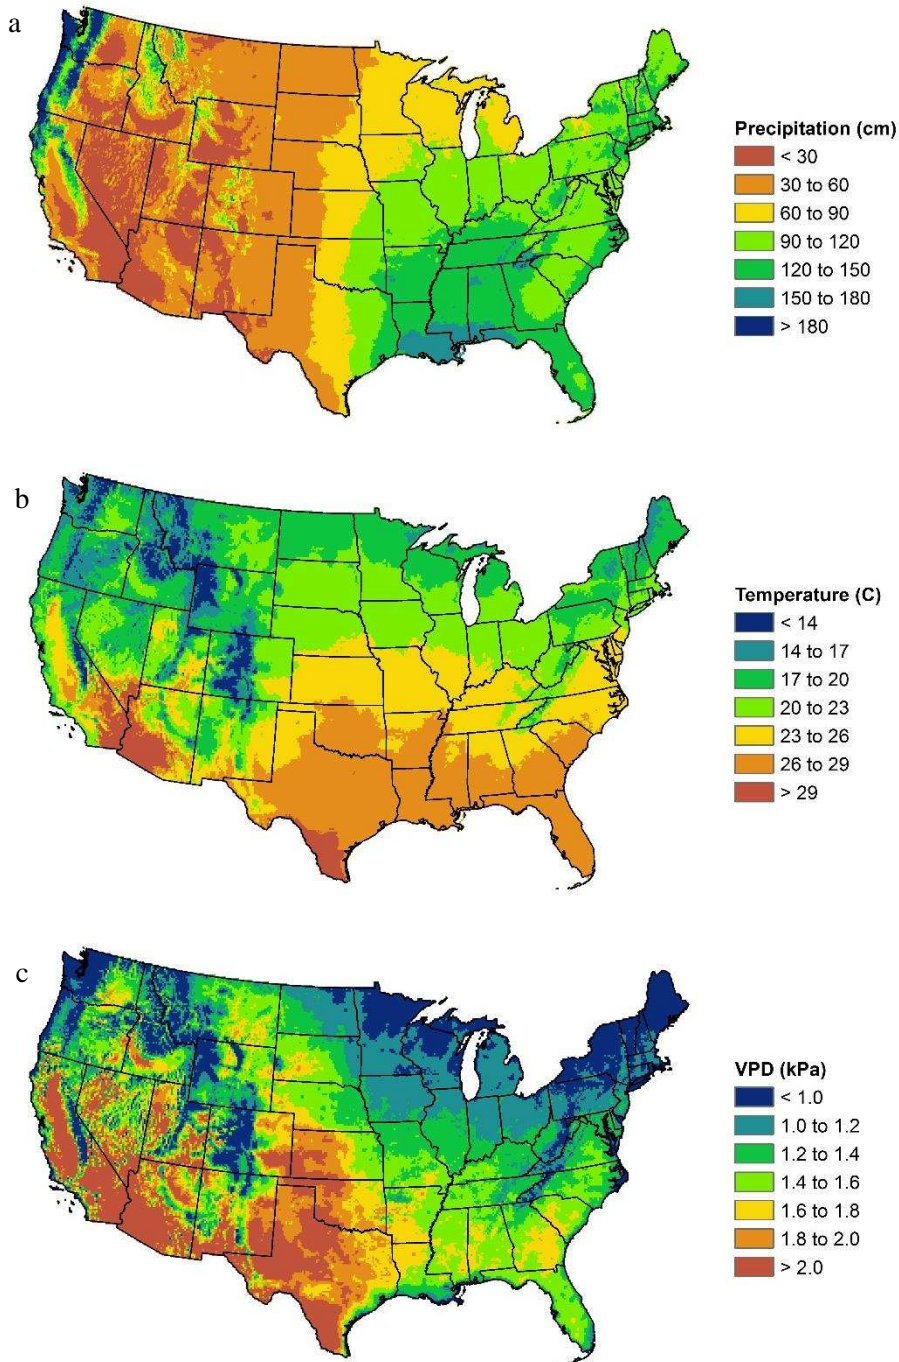 a
Precipitation (cm)
< 30
30 to 60
60 to 90
90 to 120
120 to 150
150 to 180
> 180
b
Temperature (C)
< 14
14 to 17
17 to 20
20 to 23
23 to 26
26 to 29
> 29
c
VPD (kPa)
< 1.0
1.0 to 1.2
1.2 to 1.4
1.4 to 1.6
1.6 to 1.8
1.8 to 2.0
> 2.0